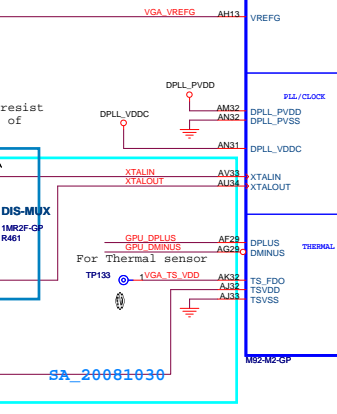 VGA_VREFG AH13 VREFG
DPLL_PVDD
PLL/CLOCK
resist
of
DPLL_VDDC
AM32 DPLL_PVDD
AN32 DPLL_PVSS
AN31 DPLL_VDDC
XTALIN AV33 XTALIN
XTALOUT AU34 XTALOUT
DIS-MUX
1MR2F-GP
R461
GPU_DPLUS AF29 DPLUS
GPU_DMINUS AG29 DMINUS
THERMAL
For Thermal sensor
TP133 1 VGA_TS_VDD AK32 TS_FDO
AJ32 TSVDD
AJ33 TSVSS
M92-M2-GP
SA_20081030